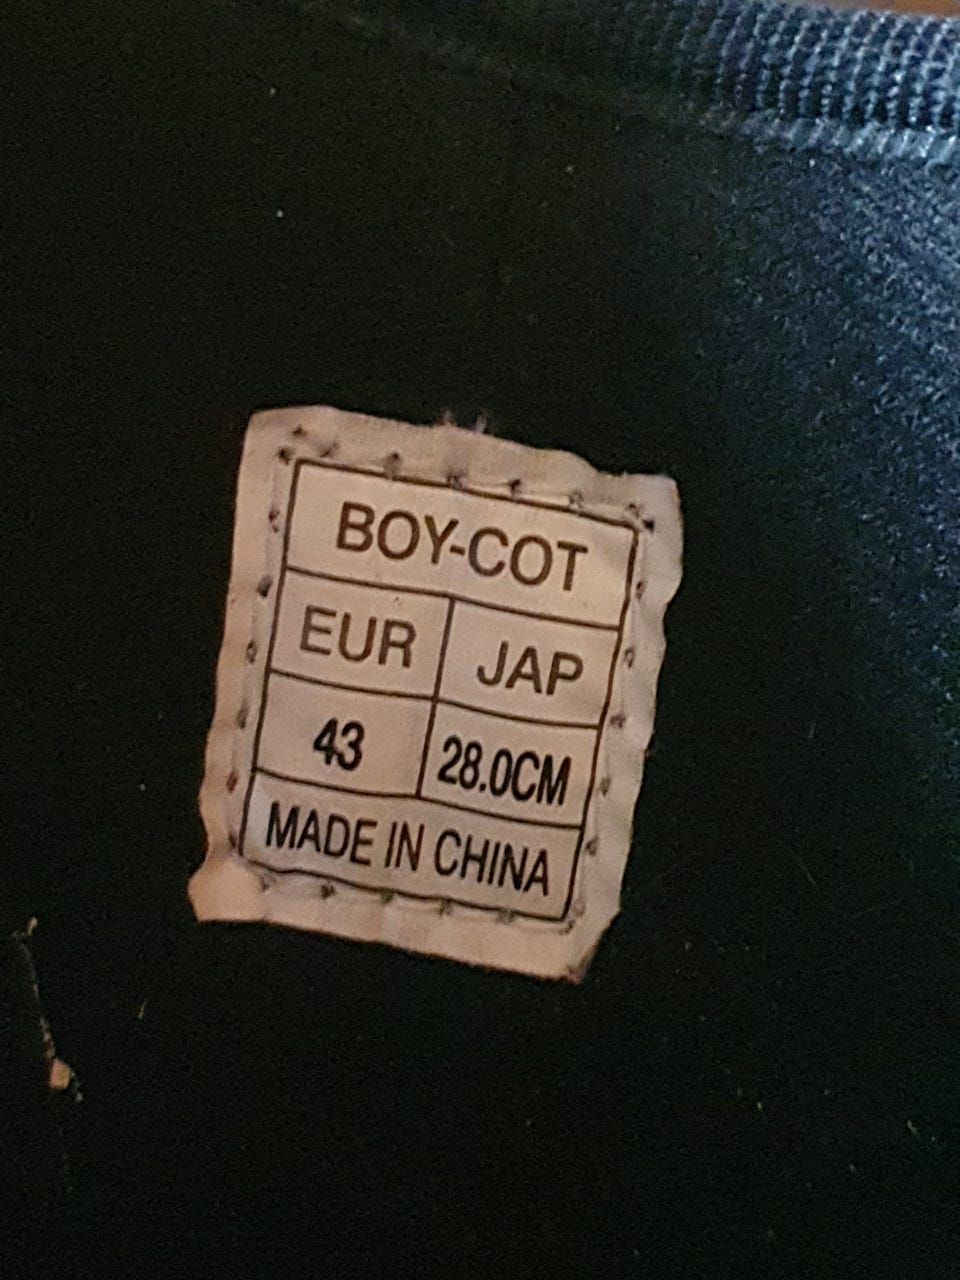 BOY-COT
EUR JAP
43 28.0CM
MADE IN CHINA